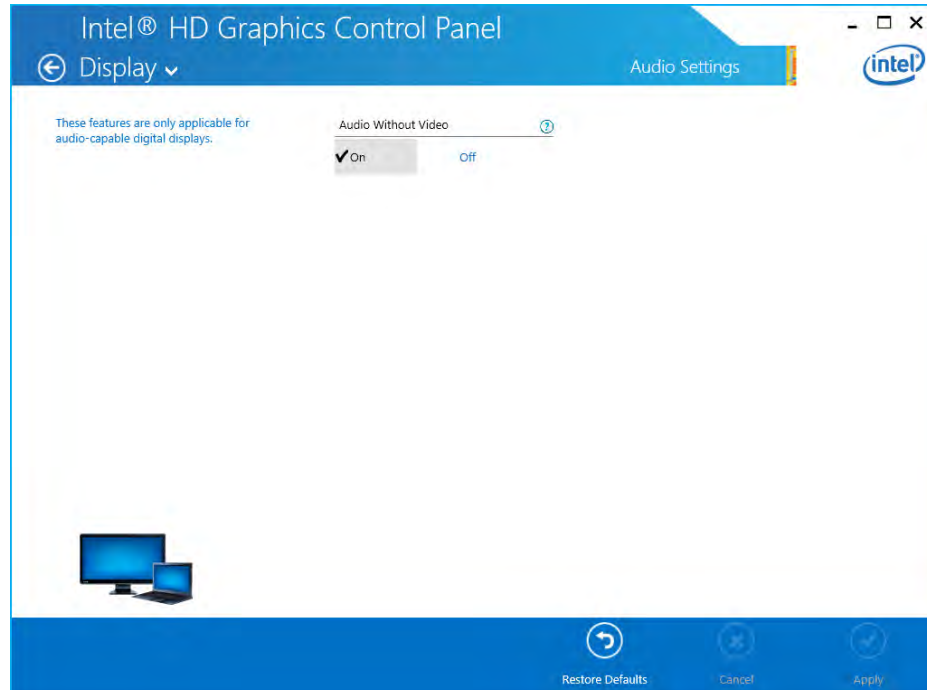 Intel® HD Graphics Control Panel
Display
Audio Settings
intel
These features are only applicable for
audio-capable digital displays.
Audio Without Video
?
On
Off
Restore Defaults
Cancel
Apply